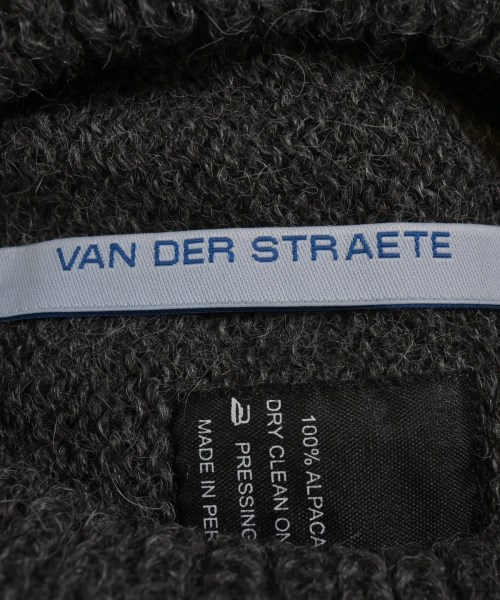 VAN DER STRAETE
100% ALPACA
DRY CLEAN ON
PRESSING
MADE IN PER